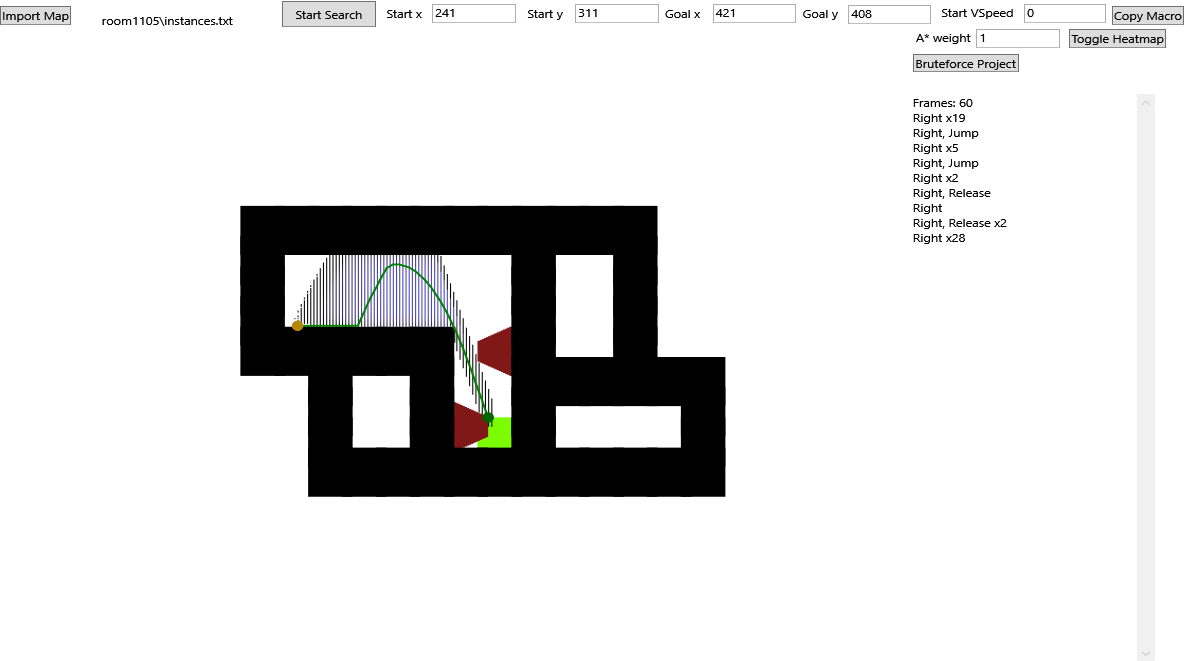 Import Map
room1105\instances.txt
Start Search
Start x 241
Start y 311
Goal x 421
Goal y 408
Start VSpeed 0
Copy Macro
A* weight 1
Toggle Heatmap
Bruteforce Project
Frames: 60
Right x19
Right, Jump
Right x5
Right, Jump
Right x2
Right, Release
Right
Right, Release x2
Right x28